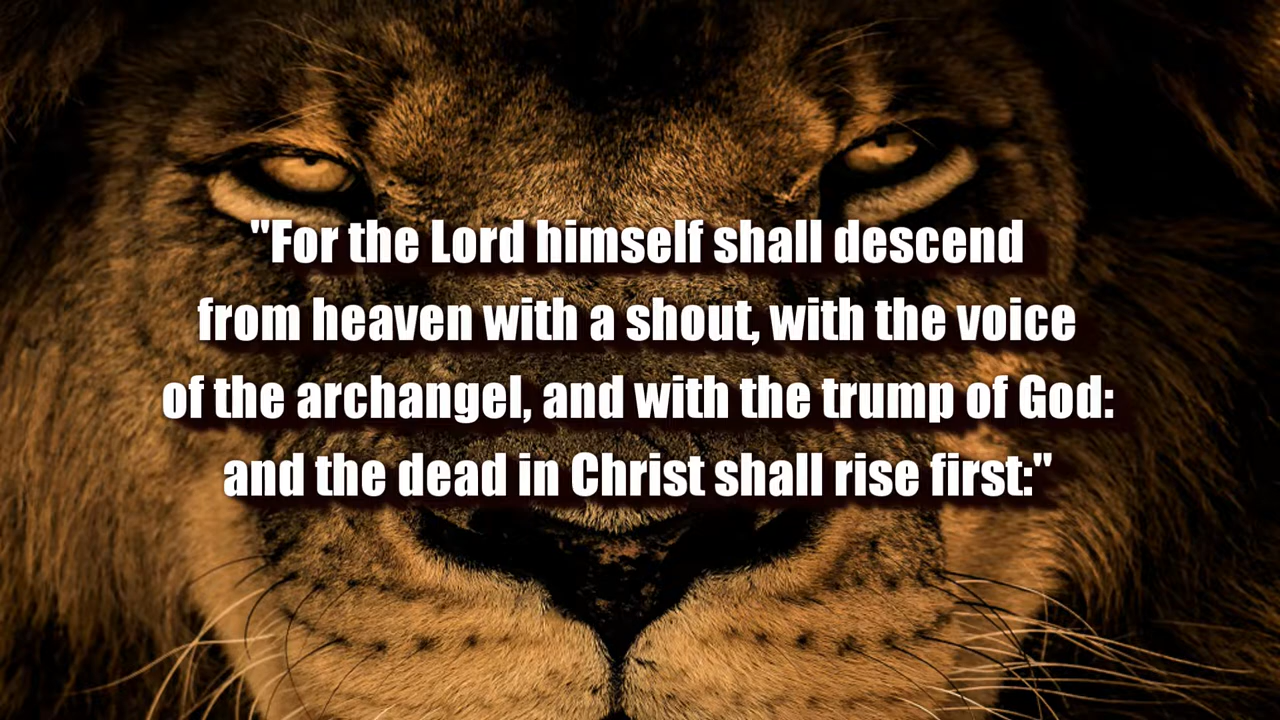 "For the Lord himself shall descend
from heaven with a shout, with the voice
of the archangel, and with the trump of God:
and the dead in Christ shall rise first:"